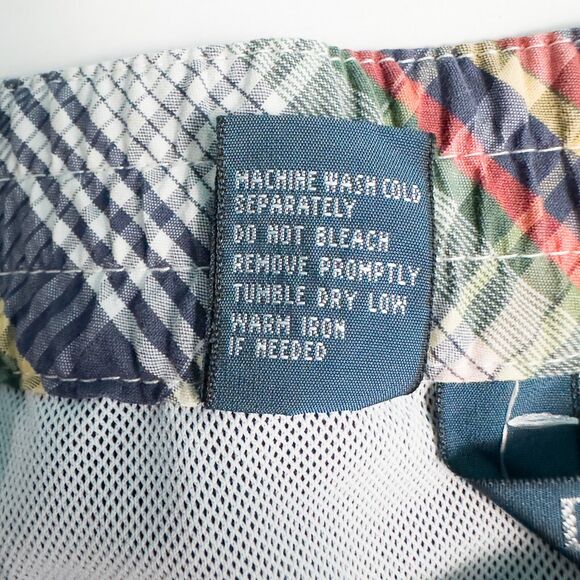 MACHINE WASH COLD
SEPARATELY
DO NOT BLEACH
REMOVE PROMPTLY
TUMBLE DRY LOW
WARM IRON
IF NEEDED